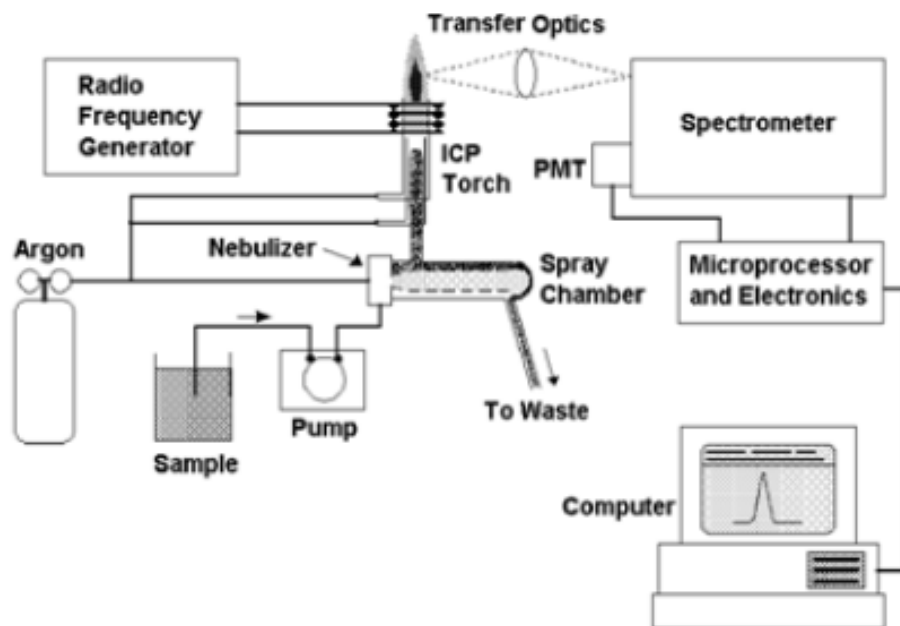 Transfer Optics
Radio
Frequency
Generator
Spectrometer
ICP
Torch
PMT
Argon
Nebulizer
Spray
Chamber
Microprocessor
and Electronics
To Waste
Pump
Sample
Computer